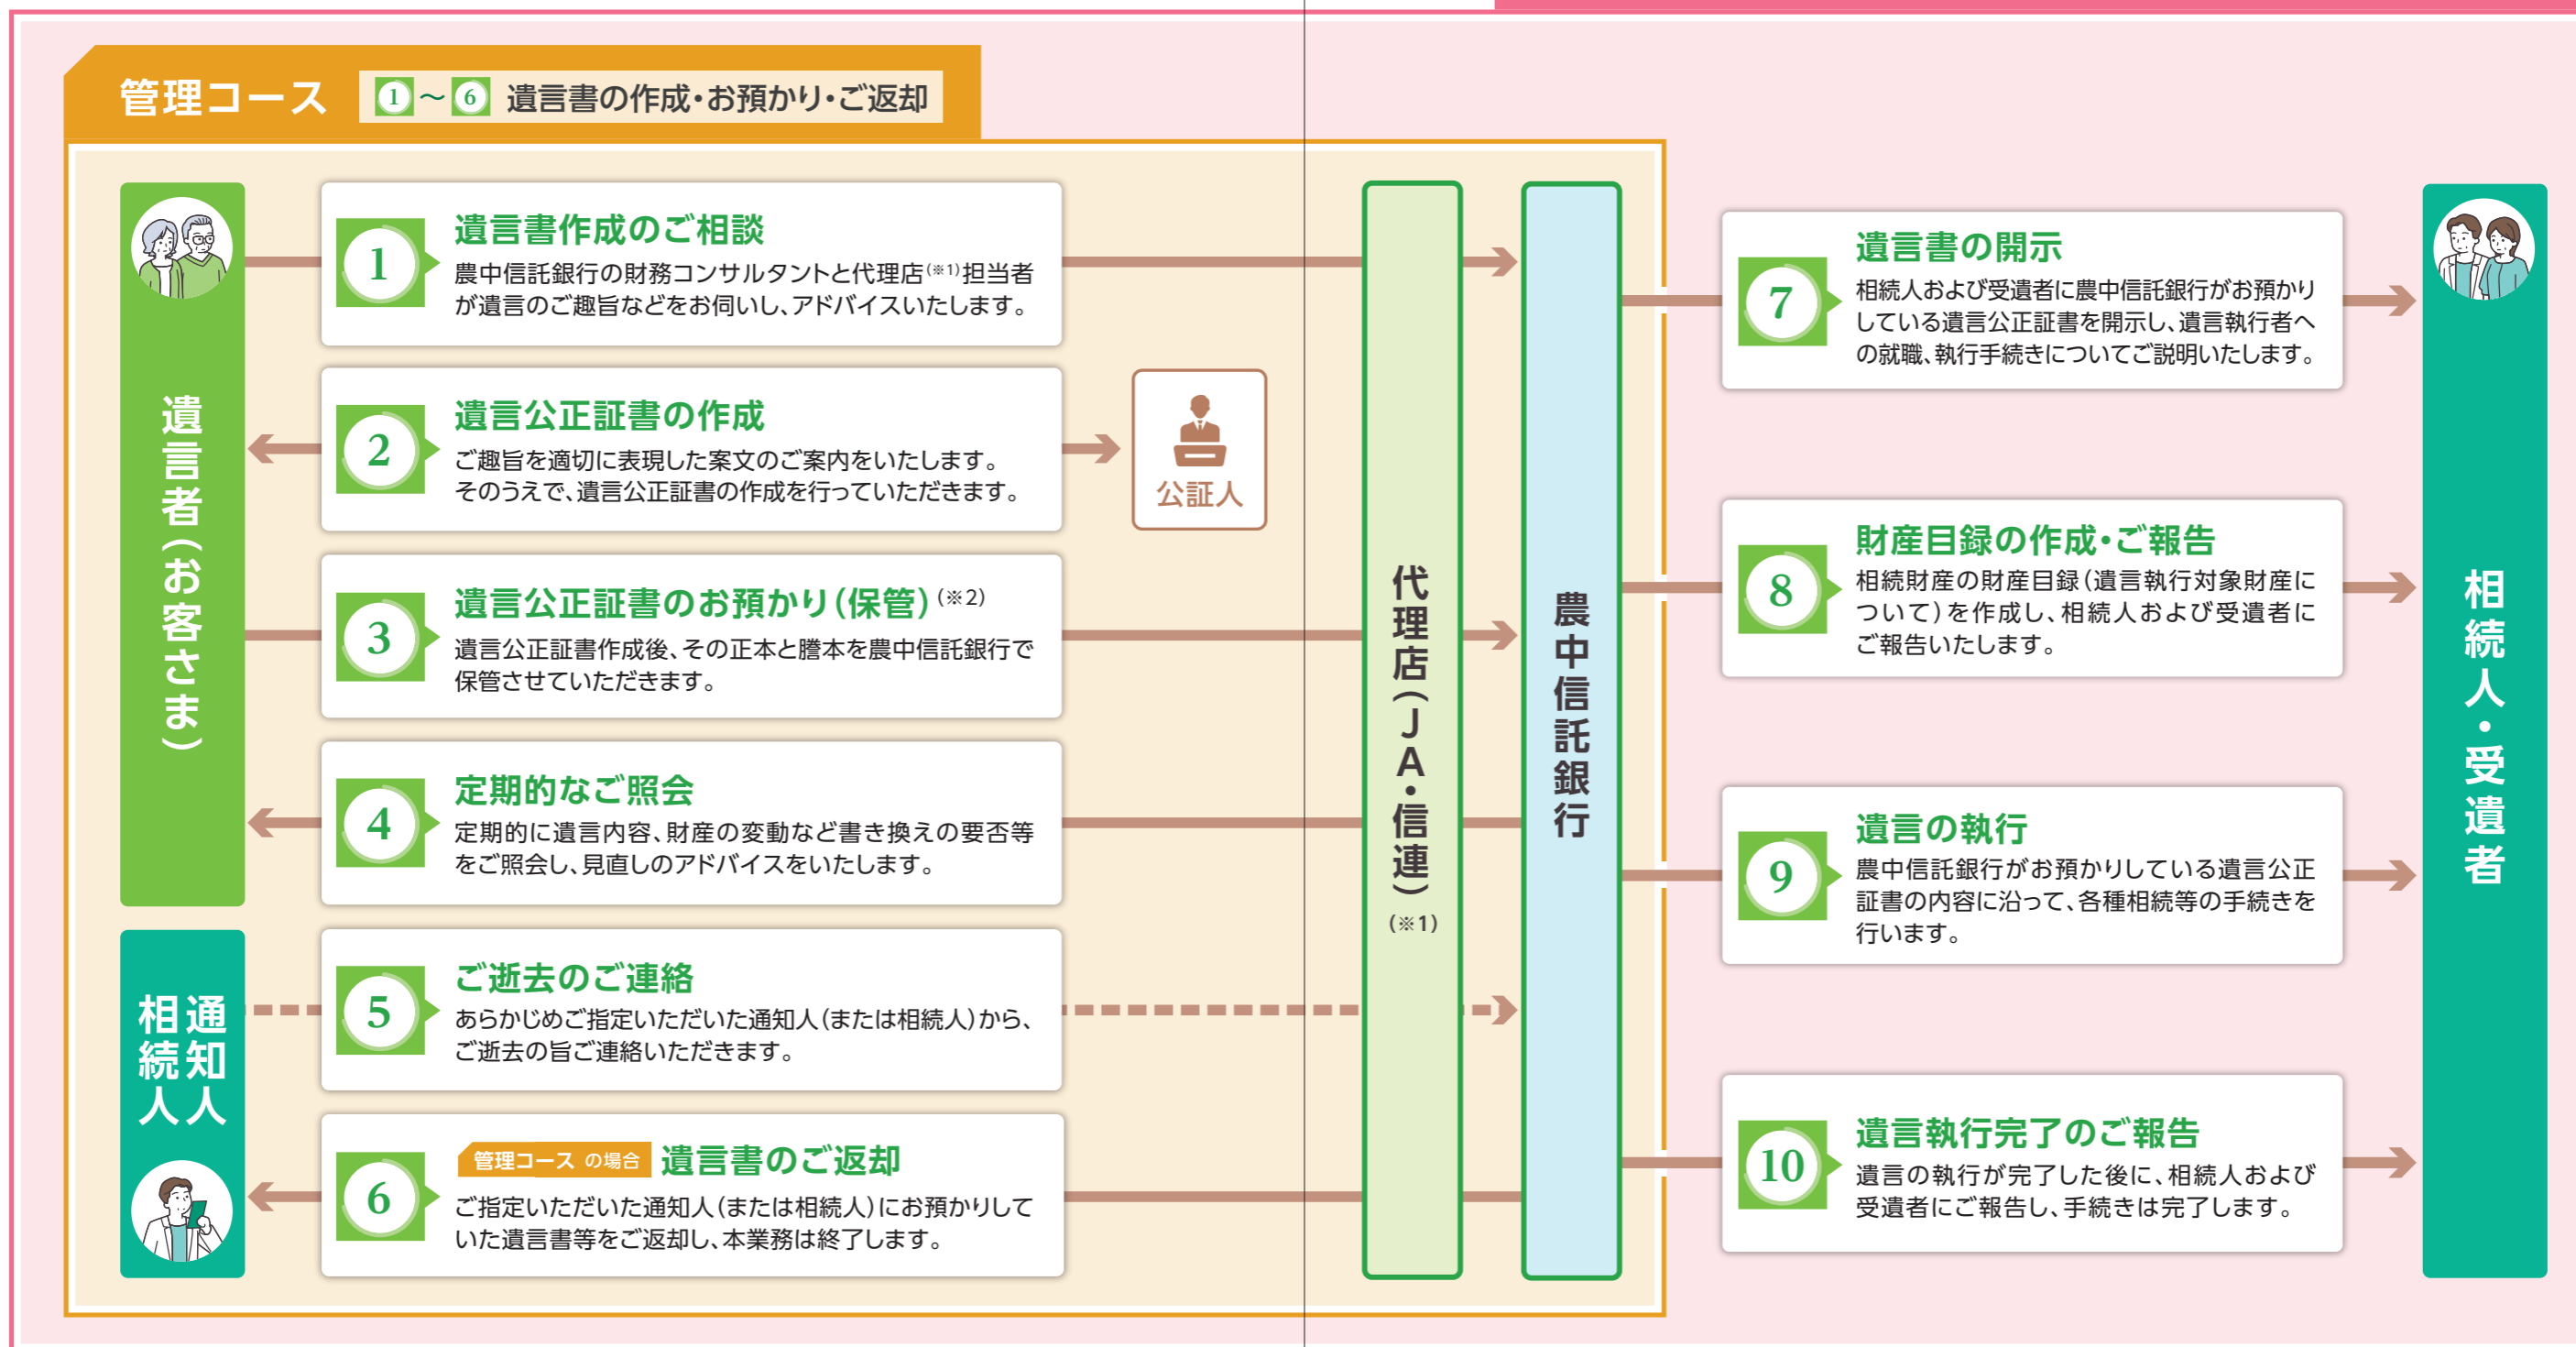 管理コース
1～6 遺言書の作成・お預かり・ご返却
遺言者（お客さま）
1
遺言書作成のご相談
農中信託銀行の財務コンサルタントと代理店(※1)担当者
が遺言のご趣旨などをお伺いし、アドバイスいたします。
2
遺言公正証書の作成
ご趣旨を適切に表現した案文のご案内をいたします。
そのうえで、遺言公正証書の作成を行っていただきます。
公証人
3
遺言公正証書のお預かり（保管）(※2)
遺言公正証書作成後、その正本と謄本を農中信託銀行で
保管させていただきます。
4
定期的なご照会
定期的に遺言内容、財産の変動など書き換えの要否等
をご照会し、見直しのアドバイスをいたします。
通知人
相続人
5
ご逝去のご連絡
あらかじめご指定いただいた通知人（または相続人）から、
ご逝去の旨ご連絡いただきます。
6
管理コース の場合 遺言書のご返却
ご指定いただいた通知人（または相続人）にお預かりして
いた遺言書等をご返却し、本業務は終了します。
代理店（JA・信連）
(※1)
農中信託銀行
7
遺言書の開示
相続人および受遺者に農中信託銀行がお預かり
している遺言公正証書を開示し、遺言執行者へ
の就職、執行手続きについてご説明いたします。
8
財産目録の作成・ご報告
相続財産の財産目録（遺言執行対象財産に
ついて）を作成し、相続人および受遺者に
ご報告いたします。
9
遺言の執行
農中信託銀行がお預かりしている遺言公正
証書の内容に沿って、各種相続等の手続きを
行います。
10
遺言執行完了のご報告
遺言の執行が完了した後に、相続人および
受遺者にご報告し、手続きは完了します。
相続人・受遺者